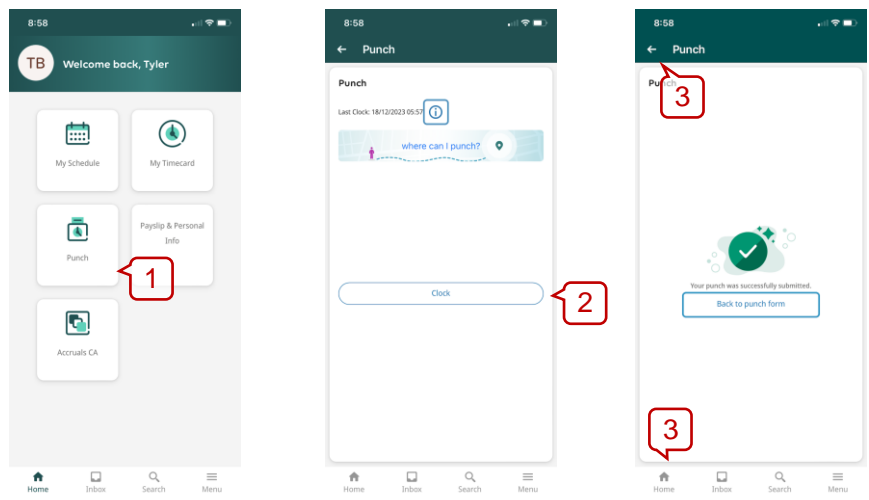 8:58
TB
Welcome back, Tyler
My Schedule
My Timecard
Punch
Payslip & Personal
Info
1
Accruals CA
Home
Inbox
Search
Menu
8:58
Punch
Punch
Last Clock: 18/12/2023 05:57
where can I punch?
Clock
2
Home
Inbox
Search
Menu
8:58
Punch
Punch
3
Your punch was successfully submitted.
Back to punch form
3
Home
Inbox
Search
Menu